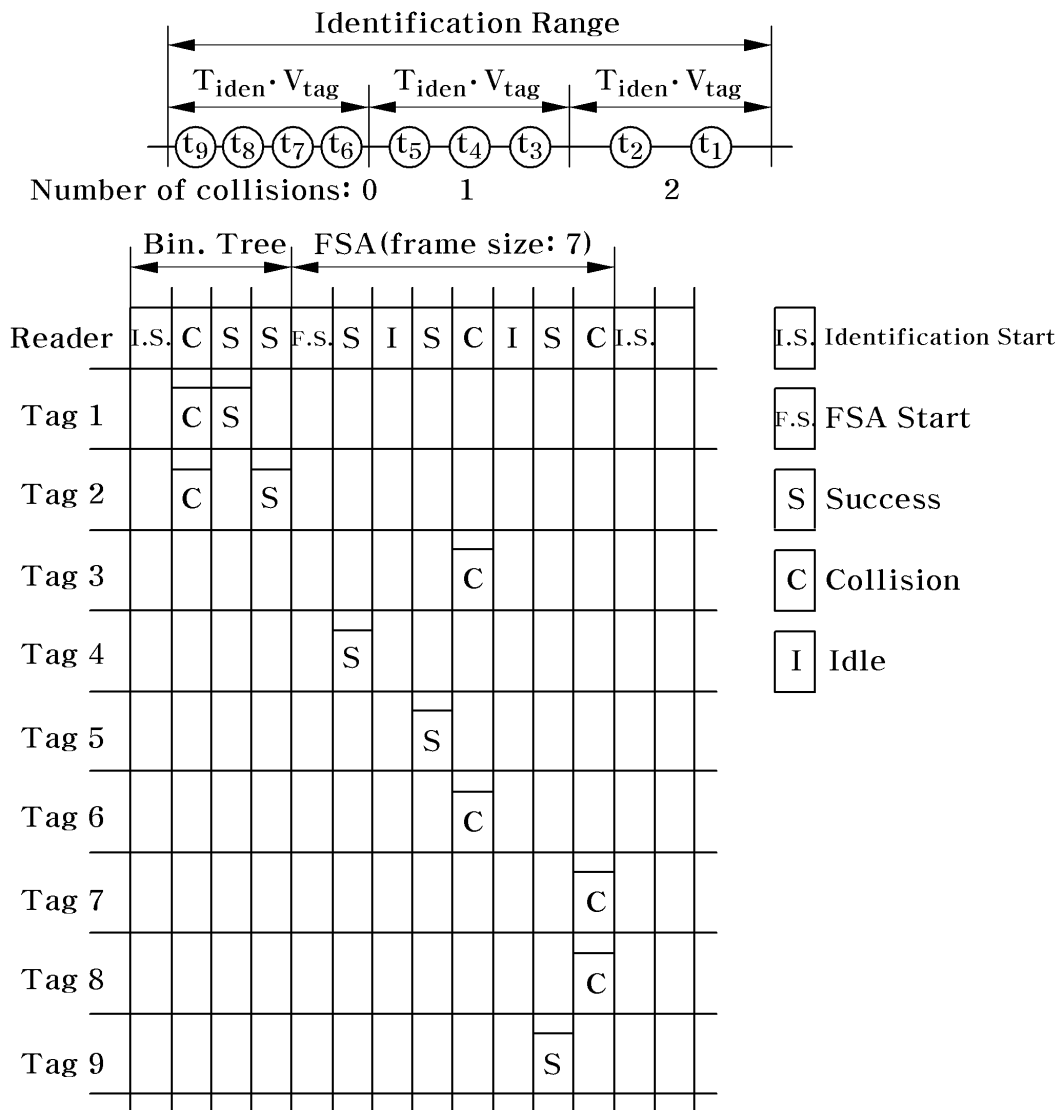 Identification Range
T_iden · V_tag T_iden · V_tag T_iden · V_tag
t9 t8 t7 t6 t5 t4 t3 t2 t1
Number of collisions: 0 1 2
Bin. Tree FSA(frame size: 7)
Reader I.S. C S S F.S. S I S C I S C I.S.
I.S. Identification Start
Tag 1 C S
F.S. FSA Start
Tag 2 C S
S Success
Tag 3 C
C Collision
Tag 4 S
I Idle
Tag 5 S
Tag 6 C
Tag 7 C
Tag 8 C
Tag 9 S